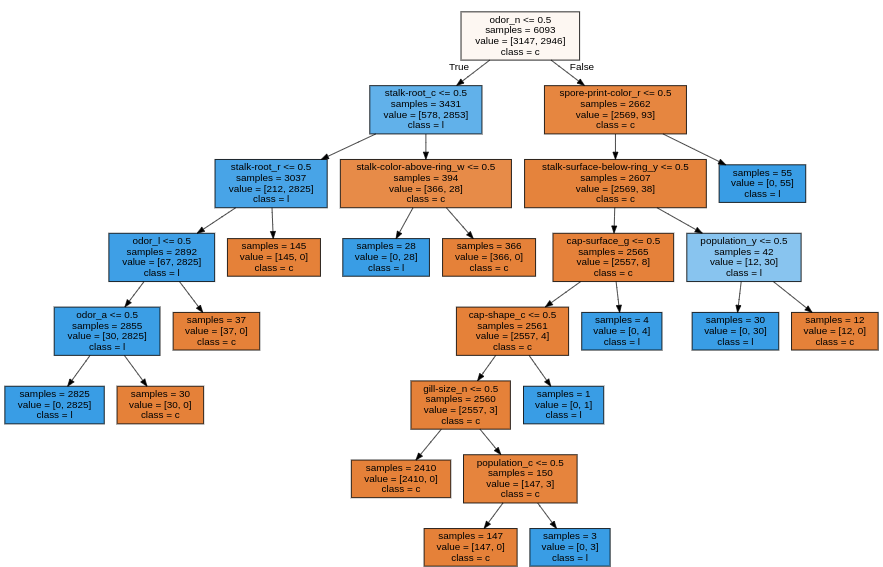 odor_n <= 0.5
samples = 6093
value = [3147, 2946]
class = c
True
False
stalk-root_c <= 0.5
samples = 3431
value = [578, 2853]
class = l
spore-print-color_r <= 0.5
samples = 2662
value = [2569, 93]
class = c
stalk-root_r <= 0.5
samples = 3037
value = [212, 2825]
class = l
stalk-color-above-ring_w <= 0.5
samples = 394
value = [366, 28]
class = c
stalk-surface-below-ring_y <= 0.5
samples = 2607
value = [2569, 38]
class = c
samples = 55
value = [0, 55]
class = l
odor_l <= 0.5
samples = 2892
value = [67, 2825]
class = l
samples = 145
value = [145, 0]
class = c
samples = 28
value = [0, 28]
class = l
samples = 366
value = [366, 0]
class = c
cap-surface_g <= 0.5
samples = 2565
value = [2557, 8]
class = c
population_y <= 0.5
samples = 42
value = [12, 30]
class = l
odor_a <= 0.5
samples = 2855
value = [30, 2825]
class = l
samples = 37
value = [37, 0]
class = c
cap-shape_c <= 0.5
samples = 2561
value = [2557, 4]
class = c
samples = 4
value = [0, 4]
class = l
samples = 30
value = [0, 30]
class = l
samples = 12
value = [12, 0]
class = c
samples = 2825
value = [0, 2825]
class = l
samples = 30
value = [30, 0]
class = c
gill-size_n <= 0.5
samples = 2560
value = [2557, 3]
class = c
samples = 1
value = [0, 1]
class = l
samples = 2410
value = [2410, 0]
class = c
population_c <= 0.5
samples = 150
value = [147, 3]
class = c
samples = 147
value = [147, 0]
class = c
samples = 3
value = [0, 3]
class = l